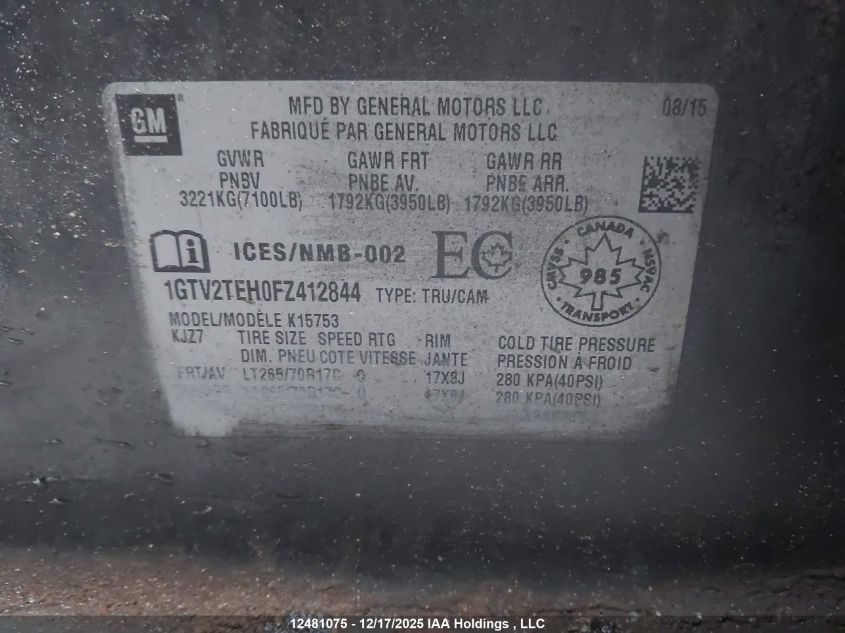 GM
®
MFD BY GENERAL MOTORS LLC 08/15
FABRIQUÉ PAR GENERAL MOTORS LLC
GVWR GAWR FRT GAWR RR
PNBV PNBE AV. PNBE ARR.
3221KG(7100LB) 1792KG(3950LB) 1792KG(3950LB)
i ICES/NMB-002 EC
CANADA
985
TRANSPORT
1GTV2TEH0FZ412844 TYPE: TRU/CAM
MODEL/MODÈLE K15753
KJZ7 TIRE SIZE SPEED RTG RIM COLD TIRE PRESSURE
DIM. PNEU COTE VITESSE JANTE PRESSION À FROID
FRT/AV LT265/70R17C Q 17X8J 280 KPA(40PSI)
17X8J 280 KPA(40PSI)
12481075 - 12/17/2025 IAA Holdings , LLC